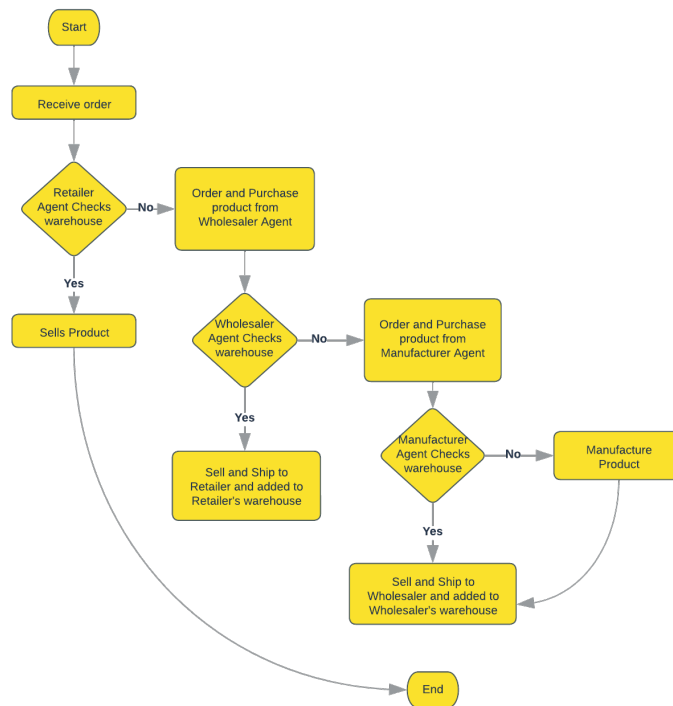 Start
Receive order
Retailer
Agent Checks
warehouse
No
Order and Purchase
product from
Wholesaler Agent
Yes
Sells Product
Wholesaler
Agent Checks
warehouse
No
Order and Purchase
product from
Manufacturer Agent
Yes
Sell and Ship to
Retailer and added to
Retailer's warehouse
Manufacturer
Agent Checks
warehouse
No
Manufacture
Product
Yes
Sell and Ship to
Wholesaler and added to
Wholesaler's warehouse
End